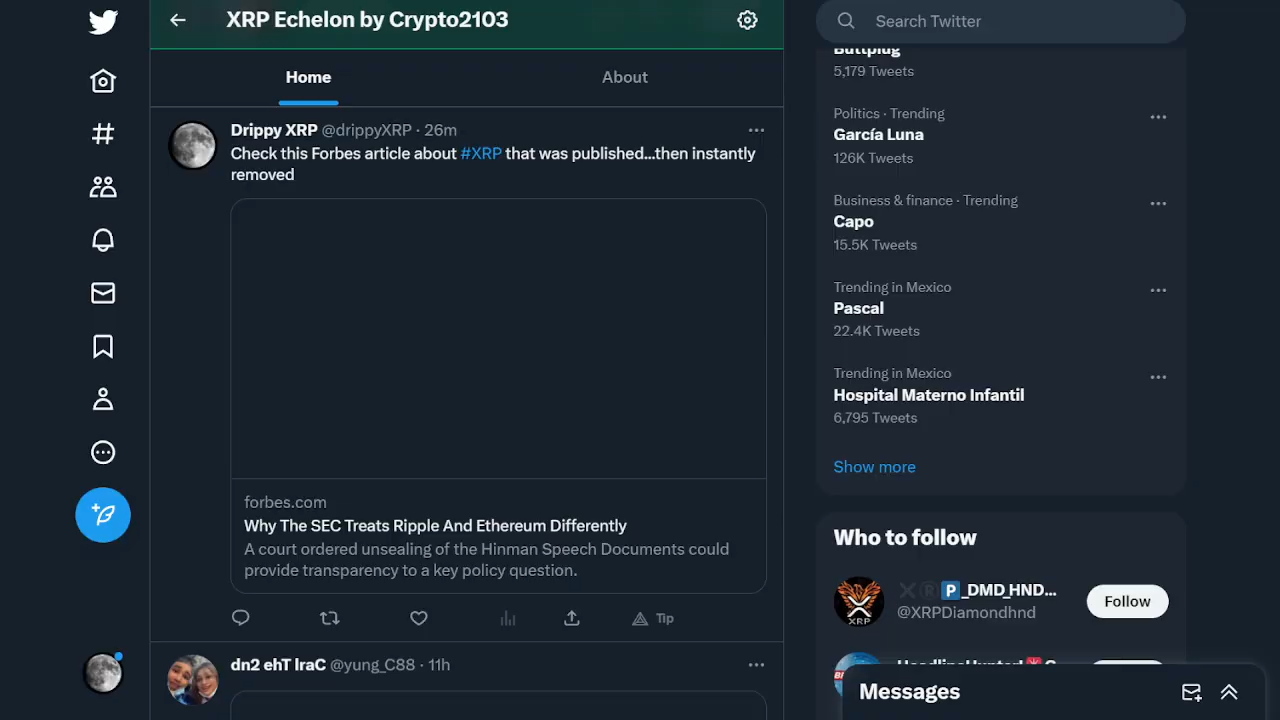 XRP Echelon by Crypto2103
Home
About
Drippy XRP @drippyXRP · 26m
Check this Forbes article about #XRP that was published...then instantly
removed
forbes.com
Why The SEC Treats Ripple And Ethereum Differently
A court ordered unsealing of the Hinman Speech Documents could
provide transparency to a key policy question.
Tip
dn2 ehT IraC @yung_C88 · 11h
Search Twitter
Buttplug
5,179 Tweets
Politics · Trending
García Luna
126K Tweets
Business & finance · Trending
Capo
15.5K Tweets
Trending in Mexico
Pascal
22.4K Tweets
Trending in Mexico
Hospital Materno Infantil
6,795 Tweets
Show more
Who to follow
XRP
X R P_DMD_HND...
@XRPDiamondhnd
Follow
Messages